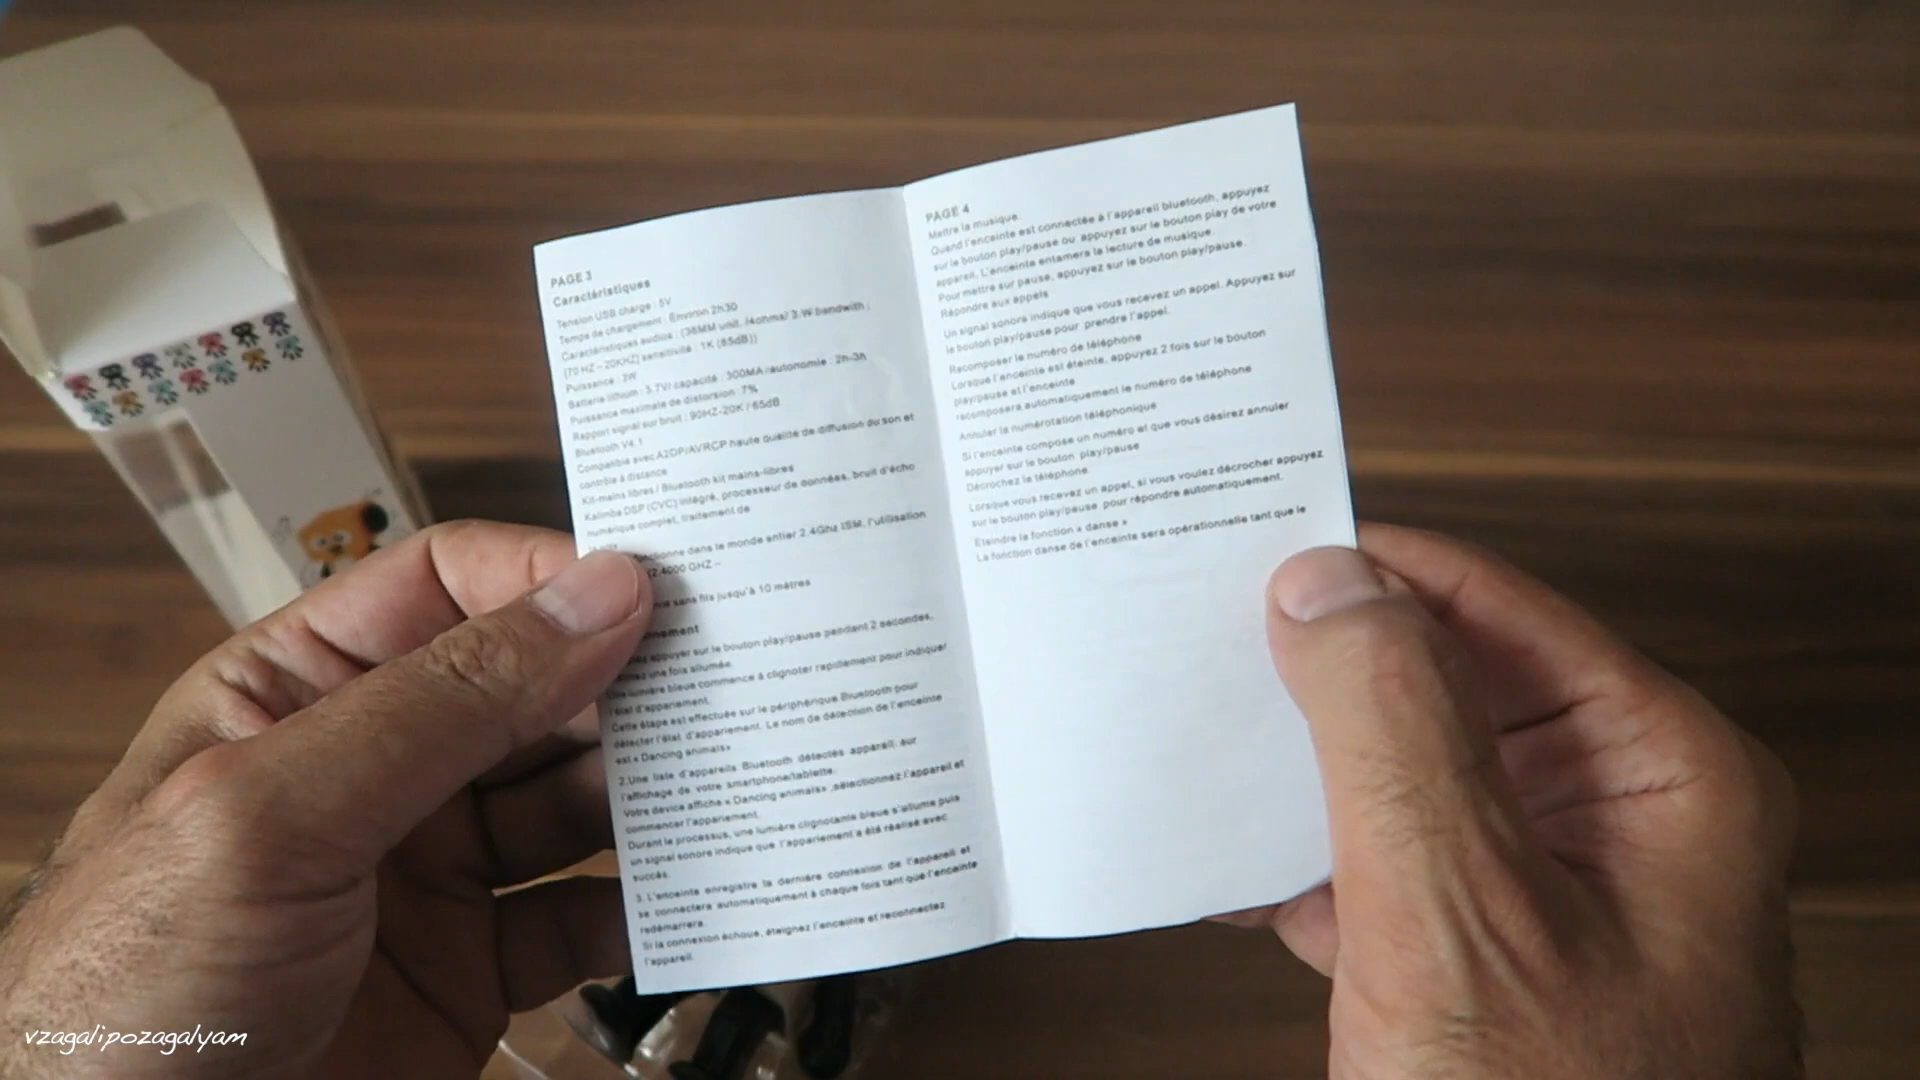 PAGE 3
Caractéristiques
Tension USB charge : 5V
Temps de chargement : Environ 2h30
Caractéristiques audios : (36MM unit. /4ohms/ 3 W bandwith :
(70 HZ – 20KHZ) sensitivité : 1K (85dB))
Puissance : 3W
Batterie lithum : 3.7V/ capacité : 300MA /autonomie : 2h-3h
Puissance maximale de distorsion : 7%
Rapport signal sur bruit : 90HZ-20K / 65dB
Bluetooth V4.1
Compatible avec A2DP/AVRCP haute qualité de diffusion du son et
contrôle à distance
Kit-mains libres / Bluetooth kit mains-libres
Kalimba DSP (CVC) intégré, processeur de données, bruit d'écho
numérique complet, traitement de
fonctionne dans le monde entier 2.4Ghz ISM, l'utilisation
(2.4000 GHZ –
sans fils jusqu'à 10 mètres
appuyer sur le bouton play/pause pendant 2 secondes,
une fois allumée.
Une lumière bleue commence à clignoter rapidement pour indiquer
l'état d'appariement.
Cette étape est effectuée sur le périphérique Bluetooth pour
détecter l'état d'appariement. Le nom de détection de l'enceinte
est « Dancing animals»
2.Une liste d'appareils Bluetooth détectés apparaît sur
l'affichage de votre smartphone/tablette.
Votre device affiche « Dancing animals» ,sélectionnez l'appareil et
commencer l'appariement.
Durant le processus, une lumière clignotante bleue s'allume puis
un signal sonore indique que l'appariement a été réalisé avec
succès.
3. L'enceinte enregistre la dernière connexion de l'appareil et
se connectera automatiquement à chaque fois tant que l'enceinte
redémarrera.
Si la connexion échoue, éteignez l'enceinte et reconnectez
l'appareil.
PAGE 4
Mettre la musique.
Quand l'enceinte est connectée à l'appareil bluetooth, appuyez
sur le bouton play/pause ou appuyez sur le bouton play de votre
appareil, L'enceinte entamera la lecture de musique.
Pour mettre sur pause, appuyez sur le bouton play/pause.
Répondre aux appels
Un signal sonore indique que vous recevez un appel. Appuyez sur
le bouton play/pause pour prendre l'appel.
Recomposer le numéro de téléphone
Lorsque l'enceinte est éteinte, appuyez 2 fois sur le bouton
play/pause et l'enceinte
recomposera automatiquement le numéro de téléphone
Annuler la numérotation téléphonique
Si l'enceinte compose un numéro et que vous désirez annuler
appuyer sur le bouton play/pause
Décrochez le téléphone
Lorsque vous recevez un appel, si vous voulez décrocher appuyez
sur le bouton play/pause pour répondre automatiquement.
Eteindre la fonction « danse »
La fonction danse de l'enceinte sera opérationnelle tant que le
vzagalipozagalyam